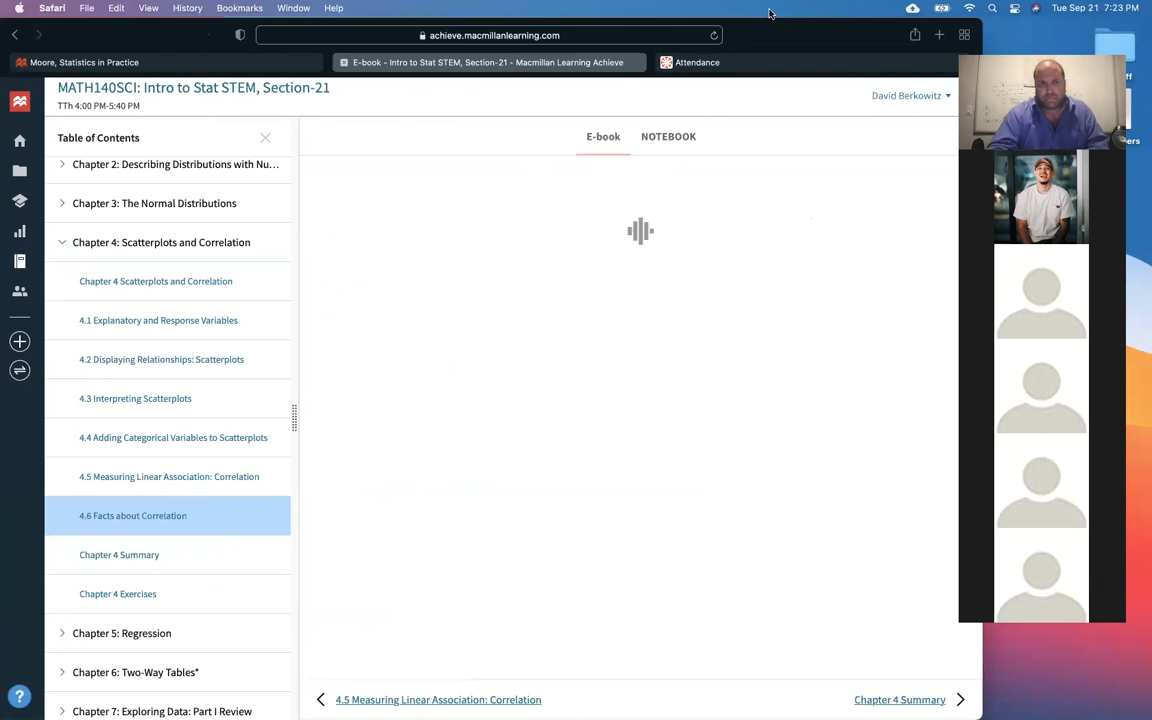 Safari File Edit View History Bookmarks Window Help Tue Sep 21 7:23 PM
achieve.macmillanlearning.com
Moore, Statistics in Practice E-book - Intro to Stat STEM, Section-21 - Macmillan Learning Achieve Attendance
MATH140SCI: Intro to Stat STEM, Section-21
TTh 4:00 PM-5:40 PM
David Berkowitz
Table of Contents
E-book NOTEBOOK
Chapter 2: Describing Distributions with Nu...
Chapter 3: The Normal Distributions
Chapter 4: Scatterplots and Correlation
Chapter 4 Scatterplots and Correlation
4.1 Explanatory and Response Variables
4.2 Displaying Relationships: Scatterplots
4.3 Interpreting Scatterplots
4.4 Adding Categorical Variables to Scatterplots
4.5 Measuring Linear Association: Correlation
4.6 Facts about Correlation
Chapter 4 Summary
Chapter 4 Exercises
Chapter 5: Regression
Chapter 6: Two-Way Tables*
Chapter 7: Exploring Data: Part I Review
?
4.5 Measuring Linear Association: Correlation
Chapter 4 Summary